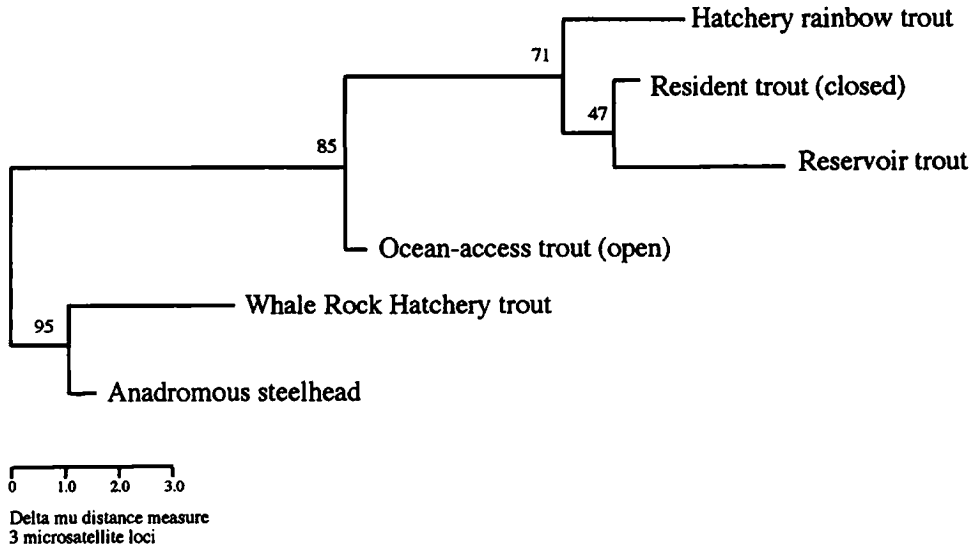 Hatchery rainbow trout
71
Resident trout (closed)
47
85
Reservoir trout
Ocean-access trout (open)
Whale Rock Hatchery trout
95
Anadromous steelhead
0 1.0 2.0 3.0
Delta mu distance measure
3 microsatellite loci